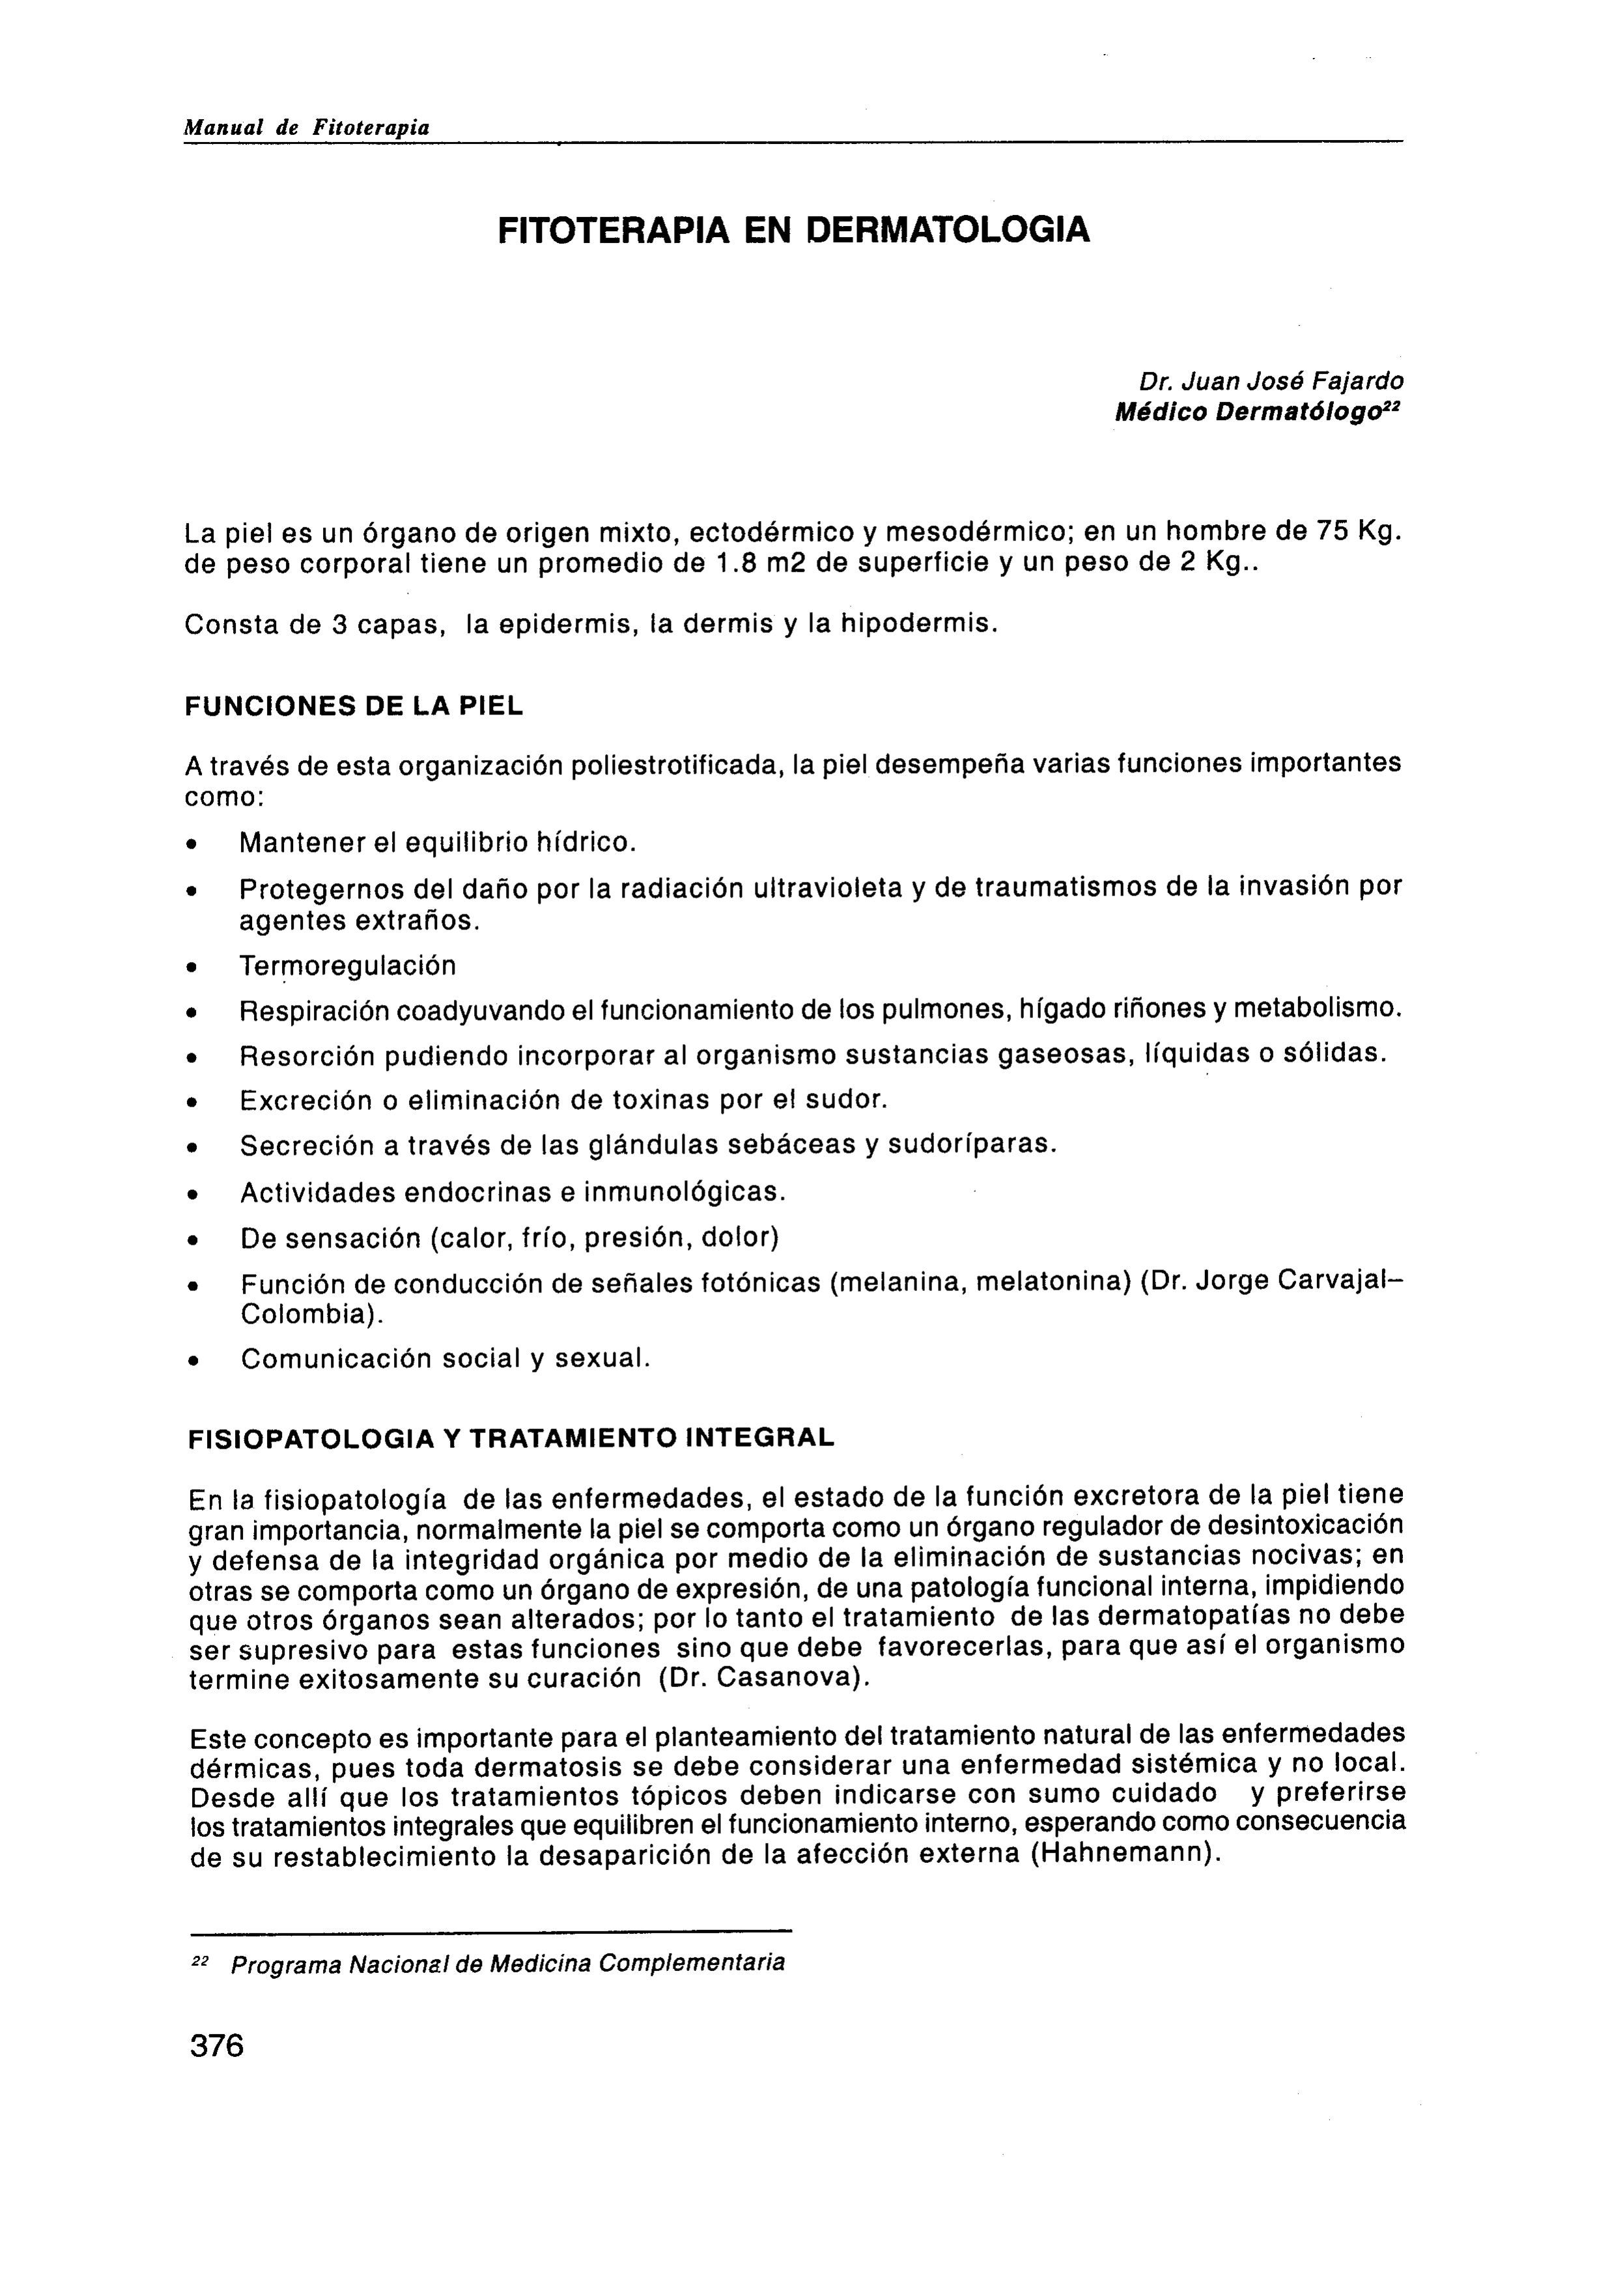 Manual de Fitoterapia
FITOTERAPIA EN DERMATOLOGIA
Dr. Juan José Fajardo
Médico Dermatólogo²²
La piel es un órgano de origen mixto, ectodérmico y mesodérmico; en un hombre de 75 Kg.
de peso corporal tiene un promedio de 1.8 m2 de superficie y un peso de 2 Kg..
Consta de 3 capas, la epidermis, la dermis y la hipodermis.
FUNCIONES DE LA PIEL
A través de esta organización poliestrotificada, la piel desempeña varias funciones importantes
como:
• Mantener el equilibrio hídrico.
• Protegernos del daño por la radiación ultravioleta y de traumatismos de la invasión por
agentes extraños.
• Termoregulación
• Respiración coadyuvando el funcionamiento de los pulmones, hígado riñones y metabolismo.
• Resorción pudiendo incorporar al organismo sustancias gaseosas, líquidas o sólidas.
• Excreción o eliminación de toxinas por el sudor.
• Secreción a través de las glándulas sebáceas y sudoríparas.
• Actividades endocrinas e inmunológicas.
• De sensación (calor, frío, presión, dolor)
• Función de conducción de señales fotónicas (melanina, melatonina) (Dr. Jorge Carvajal–
Colombia).
• Comunicación social y sexual.
FISIOPATOLOGIA Y TRATAMIENTO INTEGRAL
En la fisiopatología de las enfermedades, el estado de la función excretora de la piel tiene
gran importancia, normalmente la piel se comporta como un órgano regulador de desintoxicación
y defensa de la integridad orgánica por medio de la eliminación de sustancias nocivas; en
otras se comporta como un órgano de expresión, de una patología funcional interna, impidiendo
que otros órganos sean alterados; por lo tanto el tratamiento de las dermatopatías no debe
ser supresivo para estas funciones sino que debe favorecerlas, para que así el organismo
termine exitosamente su curación (Dr. Casanova).
Este concepto es importante para el planteamiento del tratamiento natural de las enfermedades
dérmicas, pues toda dermatosis se debe considerar una enfermedad sistémica y no local.
Desde allí que los tratamientos tópicos deben indicarse con sumo cuidado y preferirse
los tratamientos integrales que equilibren el funcionamiento interno, esperando como consecuencia
de su restablecimiento la desaparición de la afección externa (Hahnemann).
²² Programa Nacional de Medicina Complementaria
376